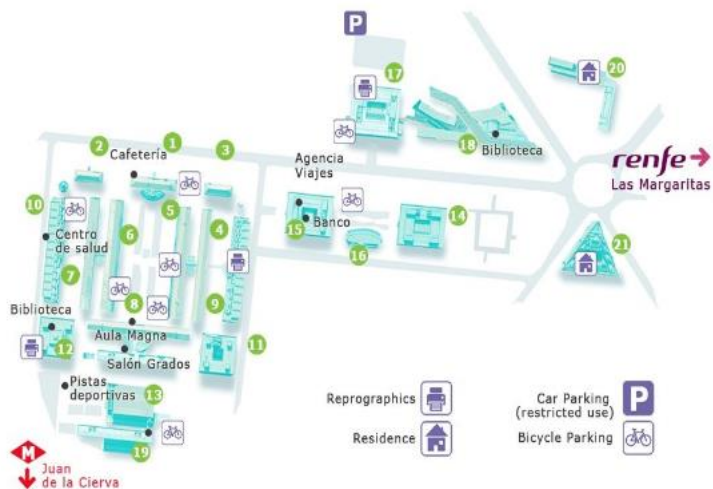 P
17
20
1
2
3
Cafetería
18
Biblioteca
renfe
Las Margaritas
Agencia
Viajes
10
5
4
14
Banco
15
Centro
de salud
6
16
21
7
8
9
Biblioteca
Aula Magna
11
12
Salón Grados
Pistas
deportivas
13
19
M
Juan
de la Cierva
Reprographics
Residence
Car Parking
(restricted use)
P
Bicycle Parking